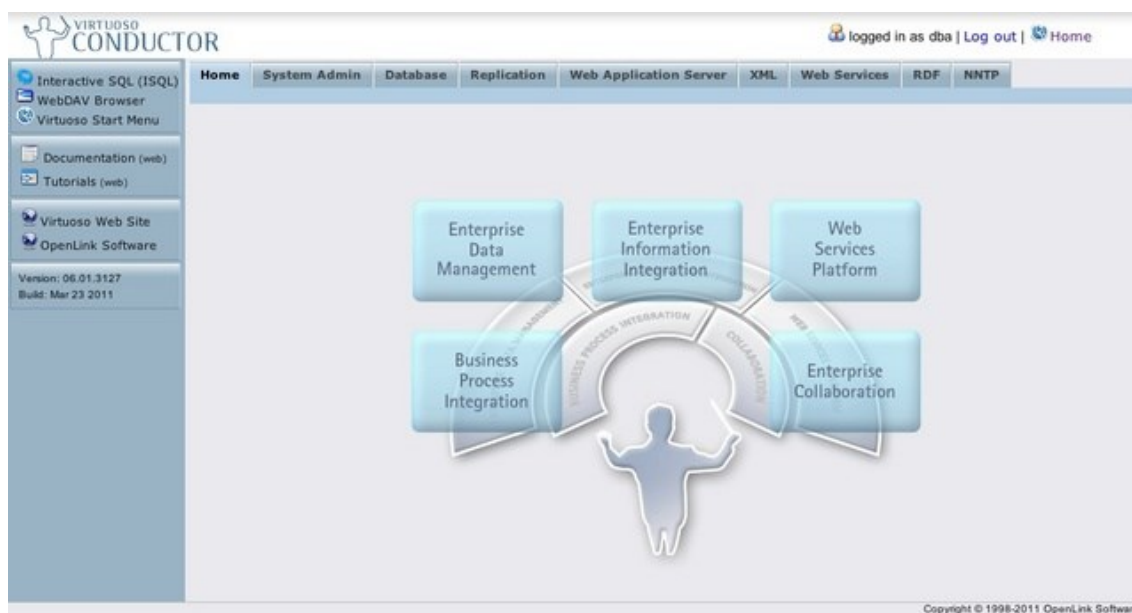 VIRTUOSO
CONDUCTOR
logged in as dba | Log out | Home
Interactive SQL (ISQL)
WebDAV Browser
Virtuoso Start Menu
Documentation (web)
Tutorials (web)
Virtuoso Web Site
OpenLink Software
Version: 06.01.3127
Build: Mar 23 2011
Home System Admin Database Replication Web Application Server XML Web Services RDF NNTP
Enterprise
Data
Management
Enterprise
Information
Integration
Web
Services
Platform
Business
Process
Integration
Enterprise
Collaboration
BUSINESS PROCESS INTEGRATION
COLLABORATION
Copyright © 1998-2011 OpenLink